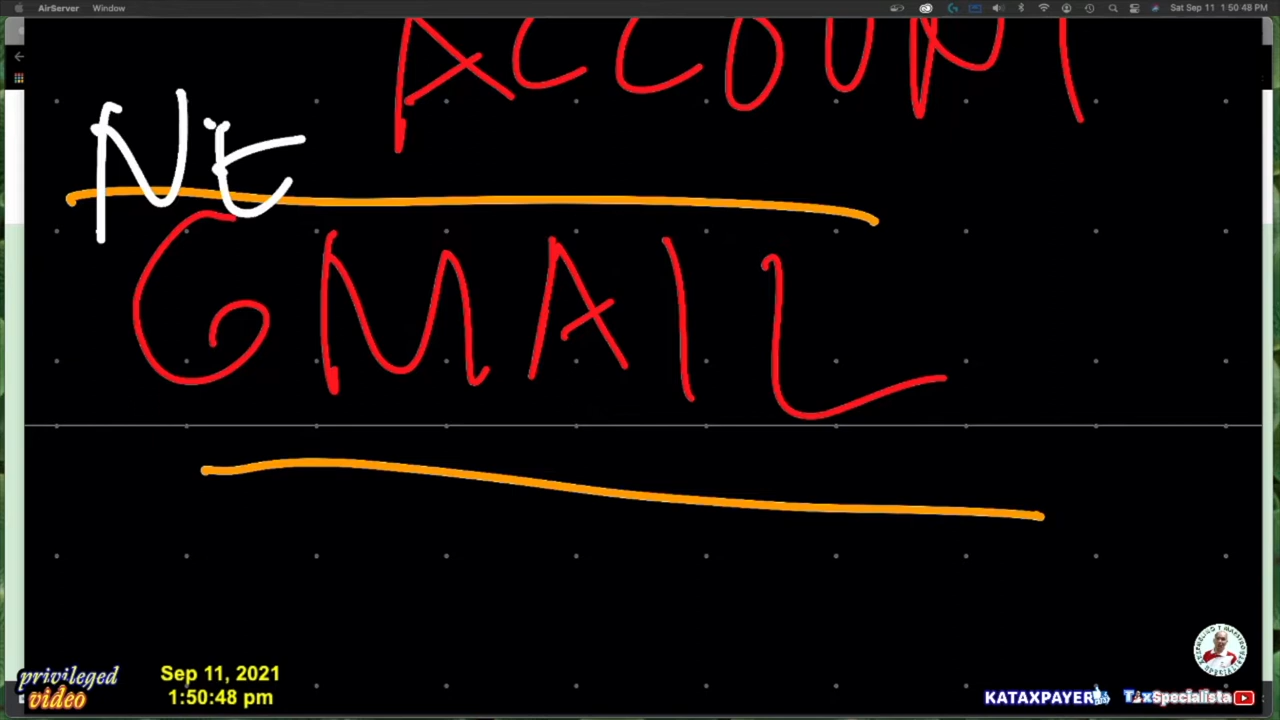 AirServer Window Sat Sep 11 1:50:48 PM
ACCOUNT
NE
GMAIL
privileged
video
Sep 11, 2021
1:50:48 pm
KATAXPAYER TaxSpecialista